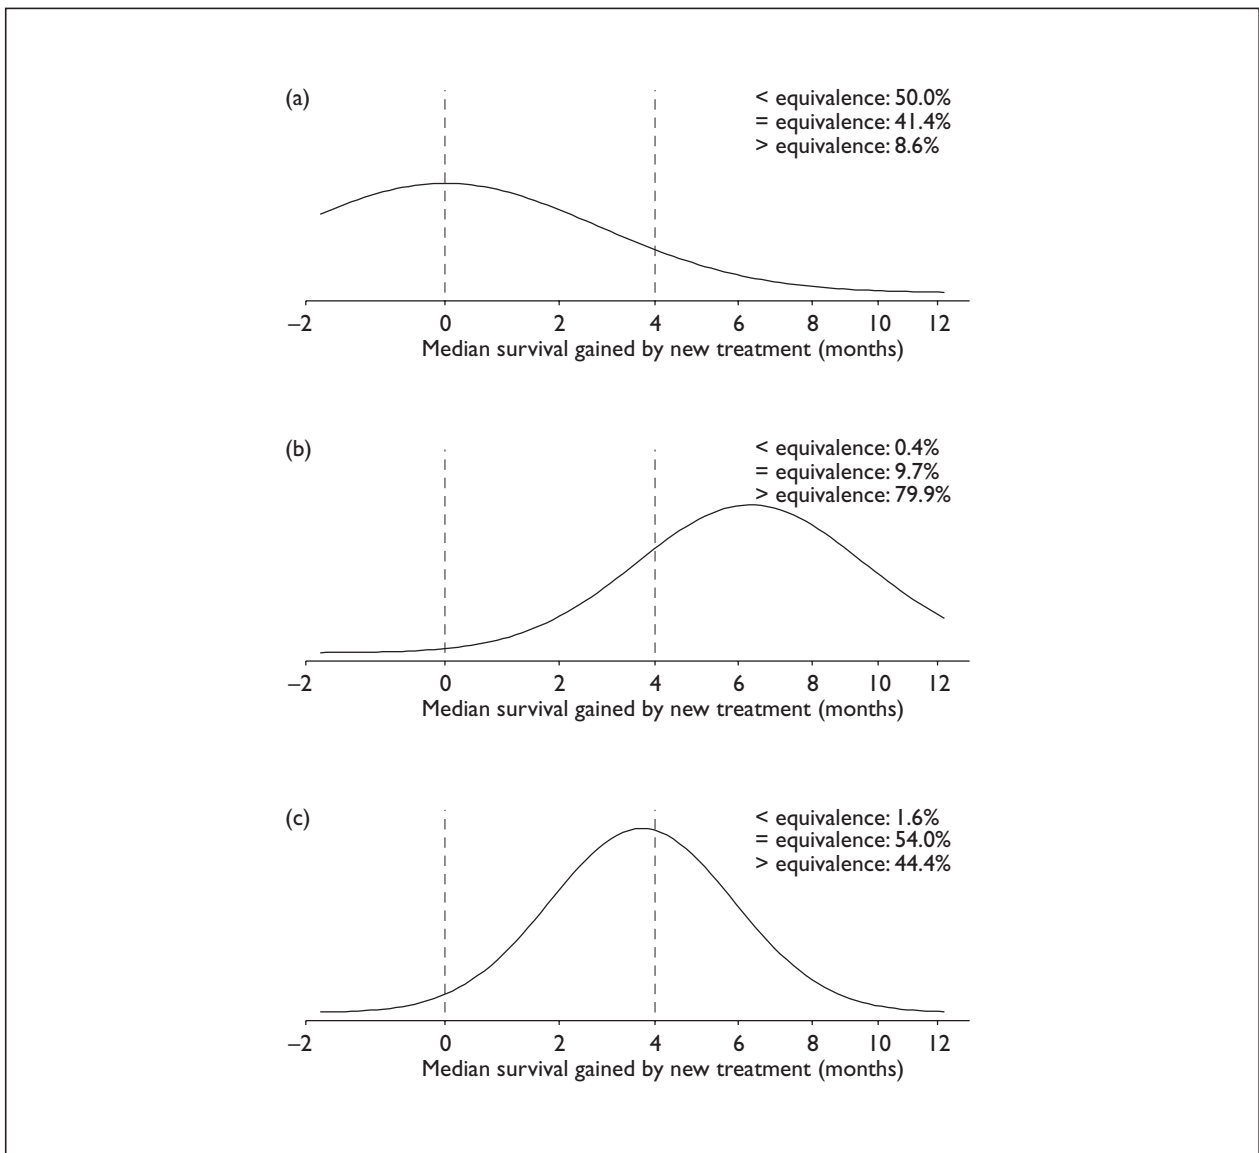 (a)
< equivalence: 50.0%
= equivalence: 41.4%
> equivalence: 8.6%
–2 0 2 4 6 8 10 12
Median survival gained by new treatment (months)
(b)
< equivalence: 0.4%
= equivalence: 9.7%
> equivalence: 79.9%
–2 0 2 4 6 8 10 12
Median survival gained by new treatment (months)
(c)
< equivalence: 1.6%
= equivalence: 54.0%
> equivalence: 44.4%
–2 0 2 4 6 8 10 12
Median survival gained by new treatment (months)